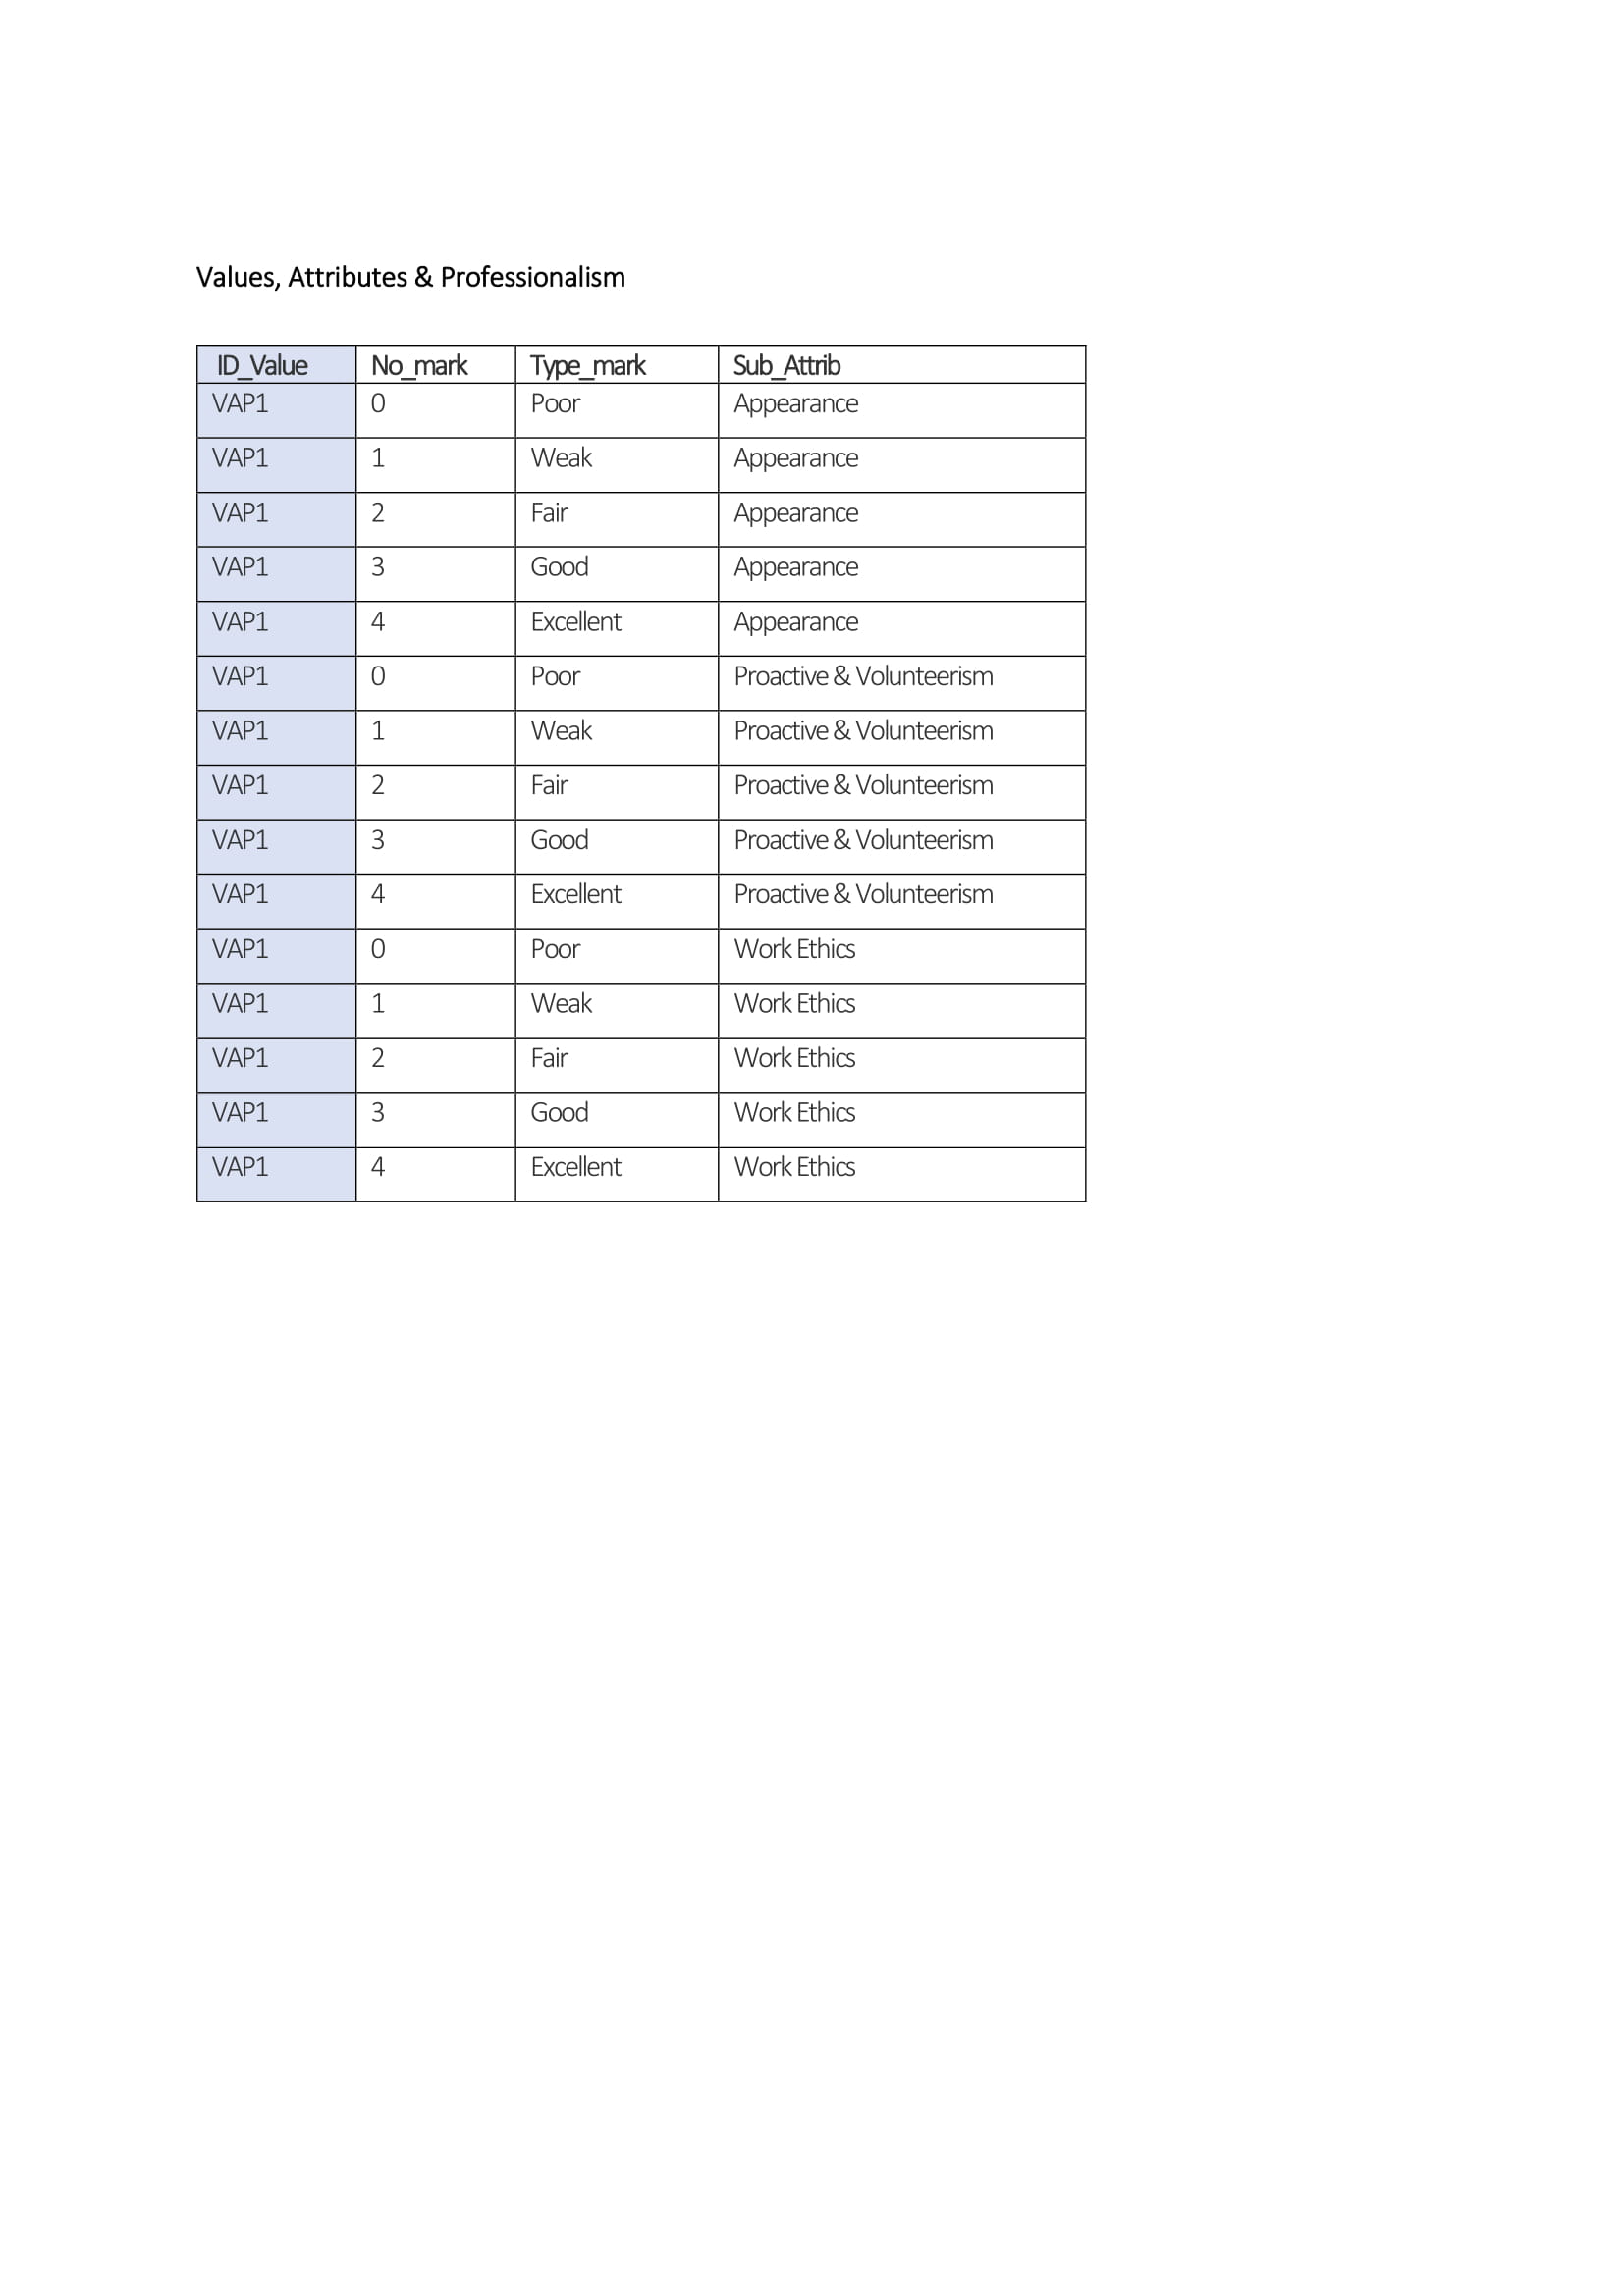 Values, Attributes & Professionalism
ID_Value No_mark Type_mark Sub_Attrib
VAP1 0 Poor Appearance
VAP1 1 Weak Appearance
VAP1 2 Fair Appearance
VAP1 3 Good Appearance
VAP1 4 Excellent Appearance
VAP1 0 Poor Proactive & Volunteerism
VAP1 1 Weak Proactive & Volunteerism
VAP1 2 Fair Proactive & Volunteerism
VAP1 3 Good Proactive & Volunteerism
VAP1 4 Excellent Proactive & Volunteerism
VAP1 0 Poor Work Ethics
VAP1 1 Weak Work Ethics
VAP1 2 Fair Work Ethics
VAP1 3 Good Work Ethics
VAP1 4 Excellent Work Ethics